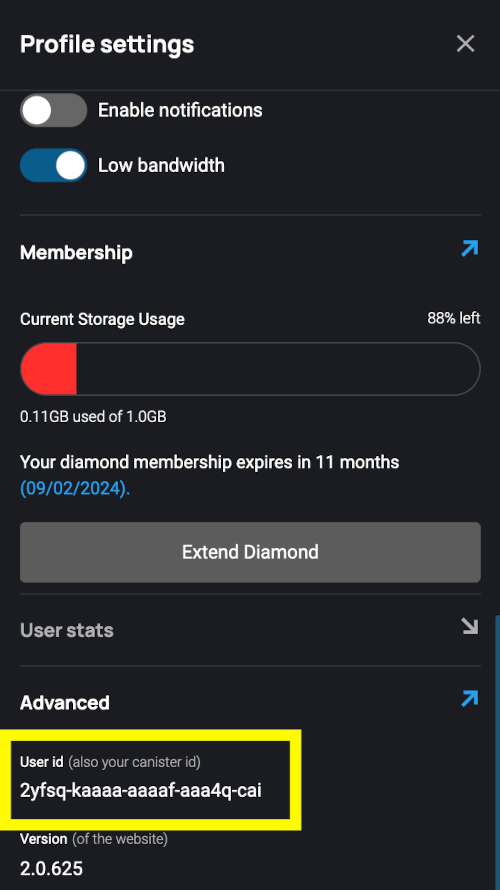 Profile settings
Enable notifications
Low bandwidth
Membership
Current Storage Usage 88% left
0.11GB used of 1.0GB
Your diamond membership expires in 11 months
(09/02/2024).
Extend Diamond
User stats
Advanced
User id (also your canister id)
2yfsq-kaaaa-aaaaf-aaa4q-cai
Version (of the website)
2.0.625